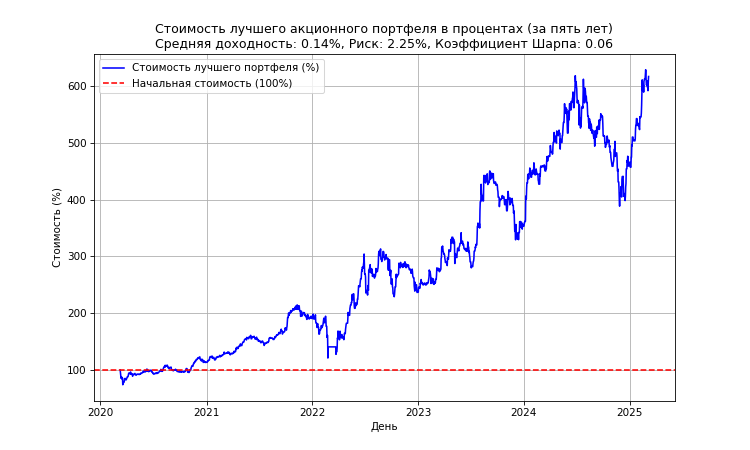 Стоимость лучшего акционного портфеля в процентах (за пять лет)
Средняя доходность: 0.14%, Риск: 2.25%, Коэффициент Шарпа: 0.06
Стоимость лучшего портфеля (%)
Начальная стоимость (100%)
Стоимость (%)
600
500
400
300
200
100
2020
2021
2022
2023
2024
2025
День